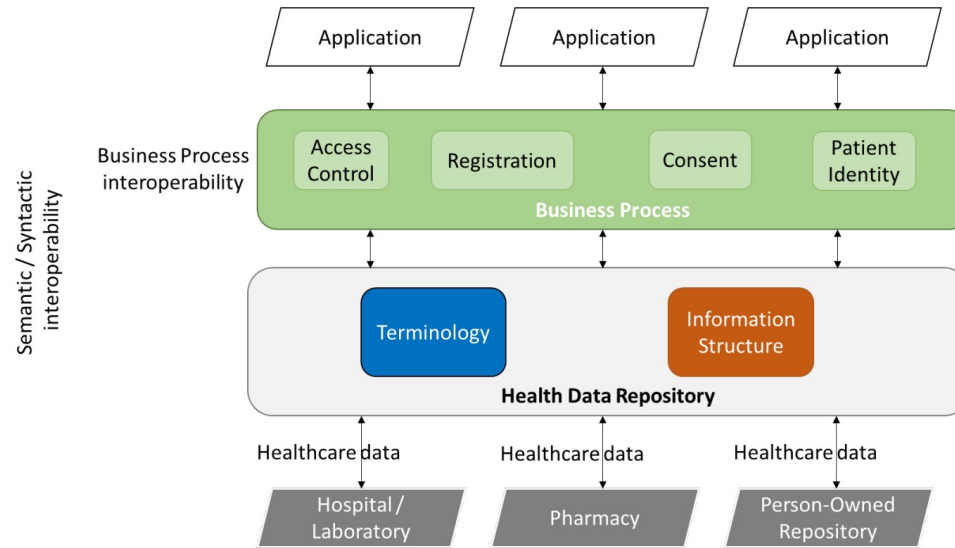 Application
Application
Application
Semantic / Syntactic
interoperability
Business Process
interoperability
Access
Control
Registration
Consent
Patient
Identity
Business Process
Terminology
Information
Structure
Health Data Repository
Healthcare data
Healthcare data
Healthcare data
Hospital /
Laboratory
Pharmacy
Person-Owned
Repository